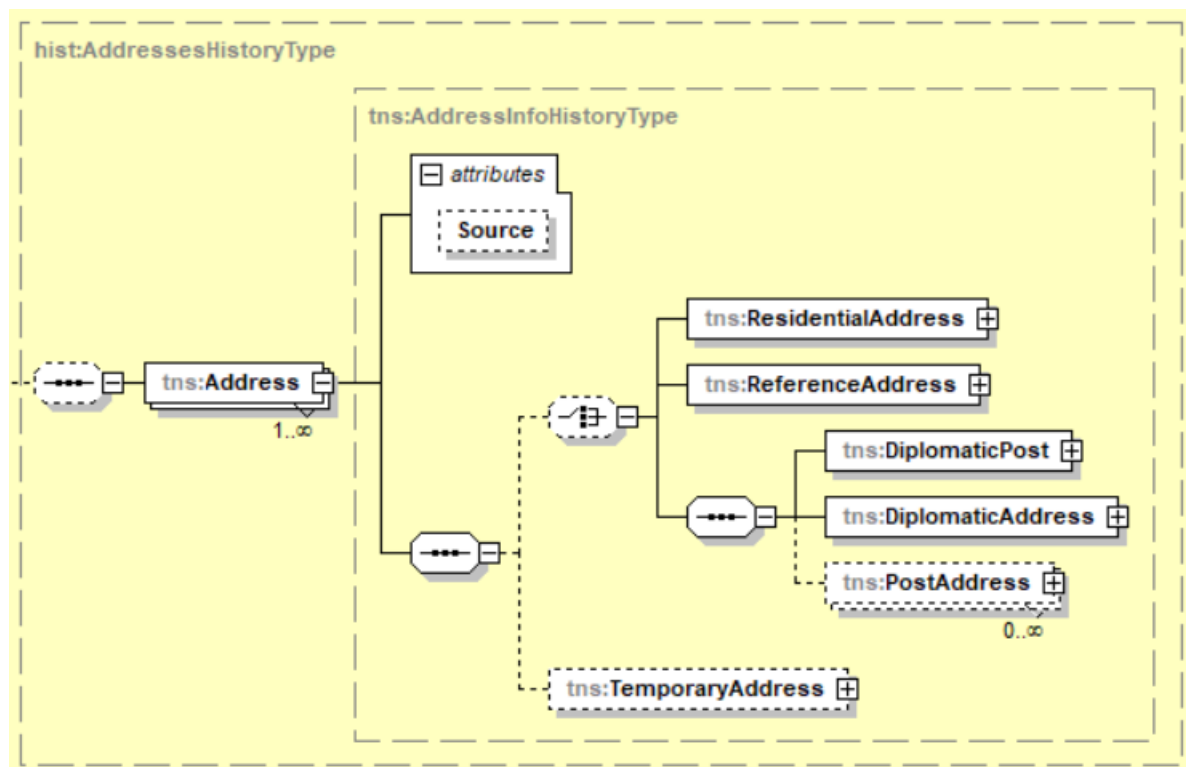 hist:AddressesHistoryType
tns:AddressInfoHistoryType
attributes
Source
tns:ResidentialAddress
tns:Address
1..∞
tns:ReferenceAddress
tns:DiplomaticPost
tns:DiplomaticAddress
tns:PostAddress
0..∞
tns:TemporaryAddress